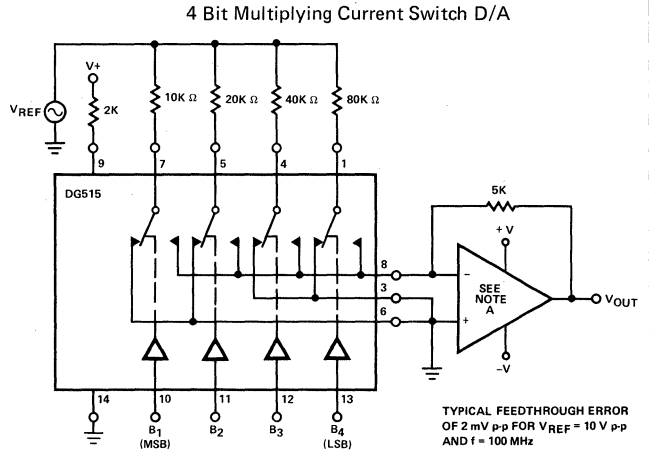 4 Bit Multiplying Current Switch D/A
V+
VREF
2K
10K Ω
20K Ω
40K Ω
80K Ω
9
7
5
4
1
DG515
8
3
6
5K
+V
−
SEE
NOTE
A
+
VOUT
−V
14
10
11
12
13
B1
(MSB)
B2
B3
B4
(LSB)
TYPICAL FEEDTHROUGH ERROR
OF 2 mV p-p FOR VREF = 10 V p-p
AND f = 100 MHz